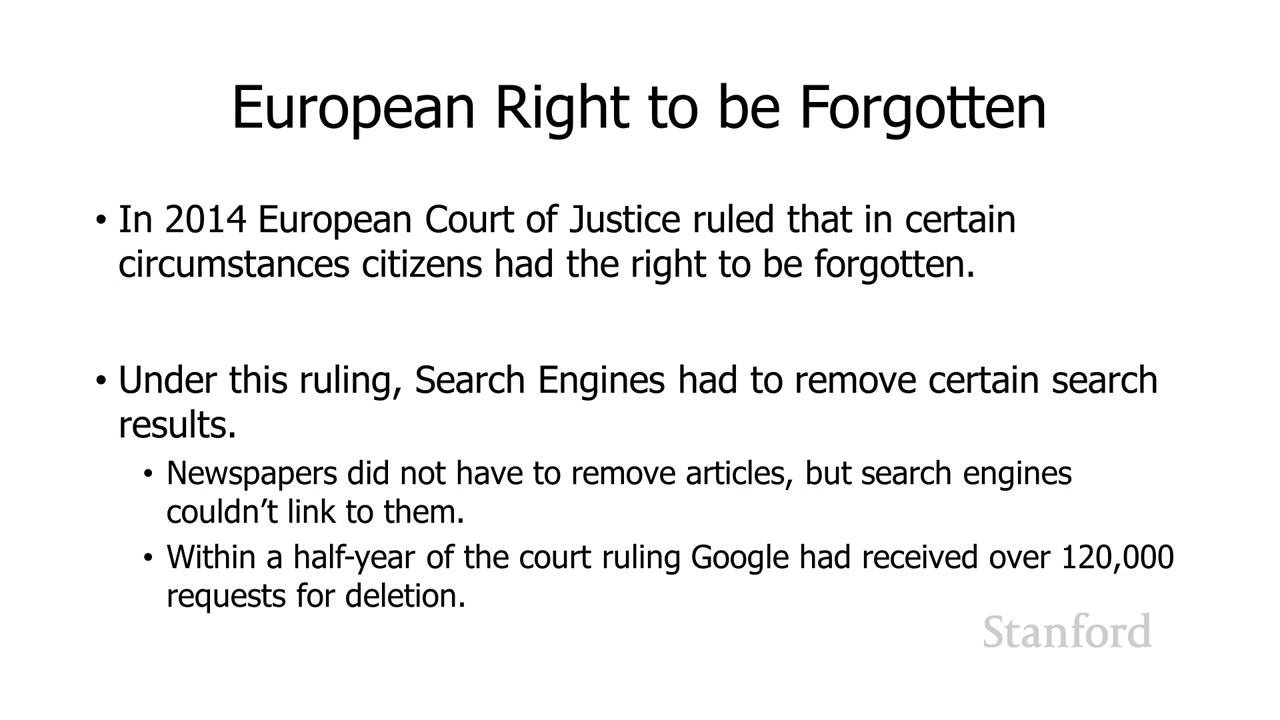 European Right to be Forgotten
• In 2014 European Court of Justice ruled that in certain
circumstances citizens had the right to be forgotten.
• Under this ruling, Search Engines had to remove certain search
results.
• Newspapers did not have to remove articles, but search engines
couldn’t link to them.
• Within a half-year of the court ruling Google had received over 120,000
requests for deletion.
Stanford